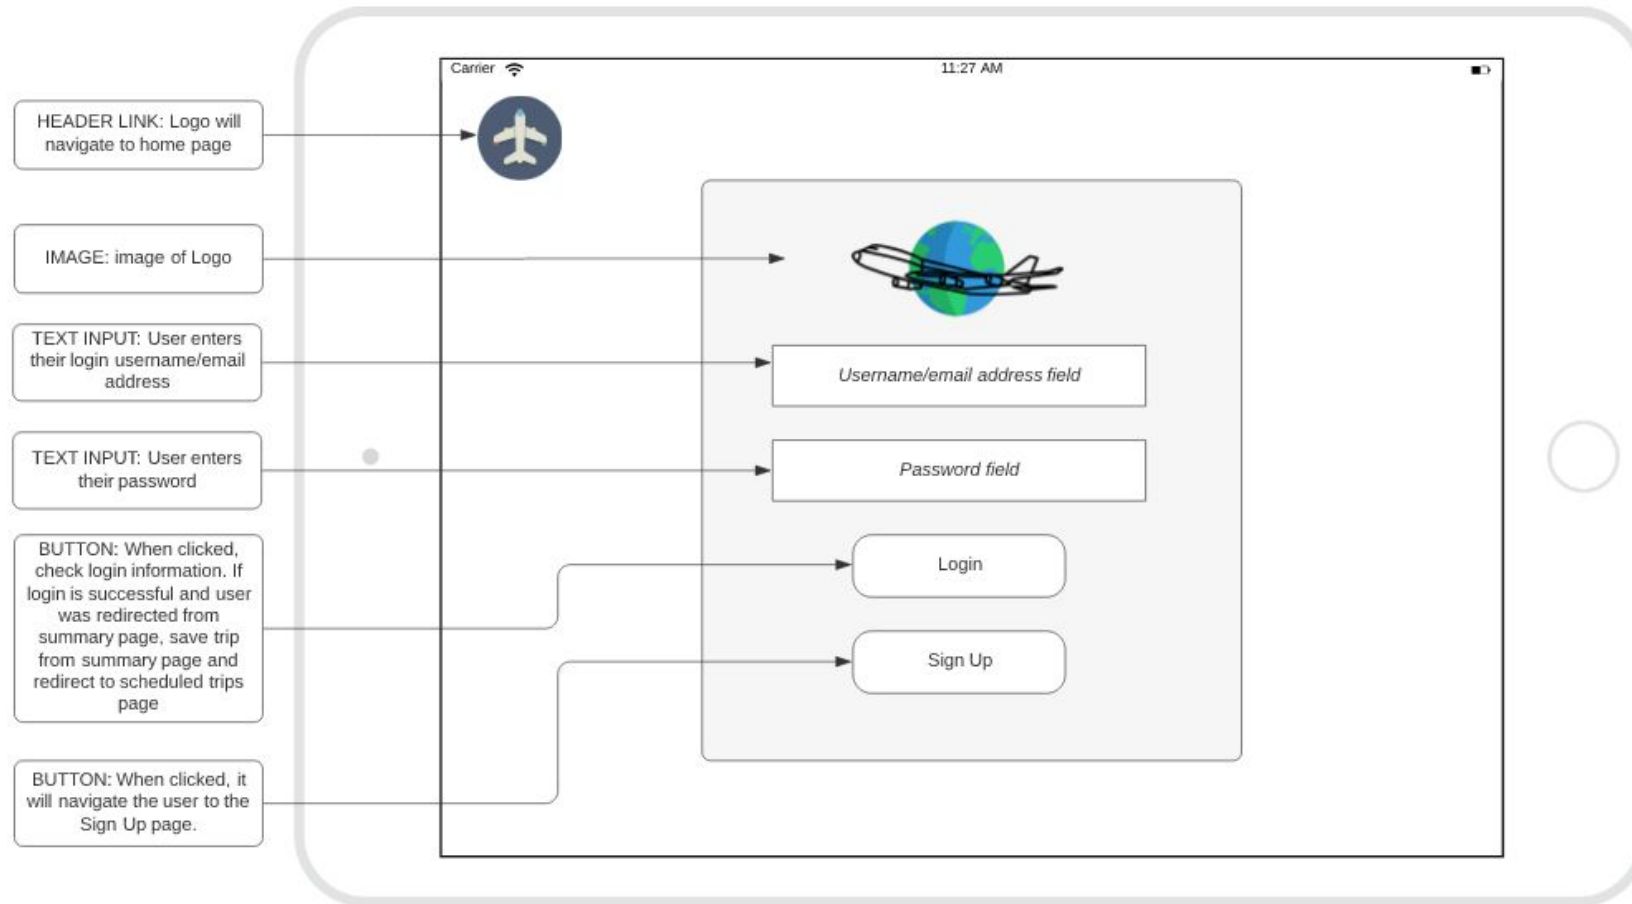 Carrier
11:27 AM
HEADER LINK: Logo will
navigate to home page
IMAGE: image of Logo
TEXT INPUT: User enters
their login username/email
address
Username/email address field
TEXT INPUT: User enters
their password
Password field
BUTTON: When clicked,
check login information. If
login is successful and user
was redirected from
summary page, save trip
from summary page and
redirect to scheduled trips
page
Login
Sign Up
BUTTON: When clicked, it
will navigate the user to the
Sign Up page.